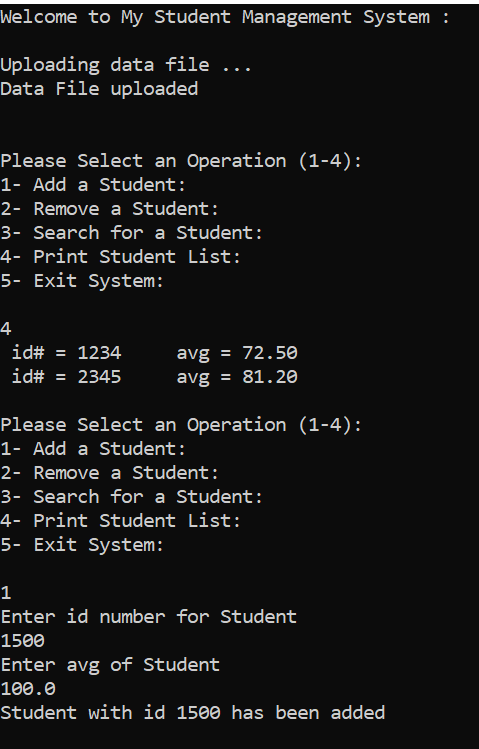 Welcome to My Student Management System :
Uploading data file ...
Data File uploaded
Please Select an Operation (1-4):
1- Add a Student:
2- Remove a Student:
3- Search for a Student:
4- Print Student List:
5- Exit System:
4
id# = 1234     avg = 72.50
id# = 2345     avg = 81.20
Please Select an Operation (1-4):
1- Add a Student:
2- Remove a Student:
3- Search for a Student:
4- Print Student List:
5- Exit System:
1
Enter id number for Student
1500
Enter avg of Student
100.0
Student with id 1500 has been added